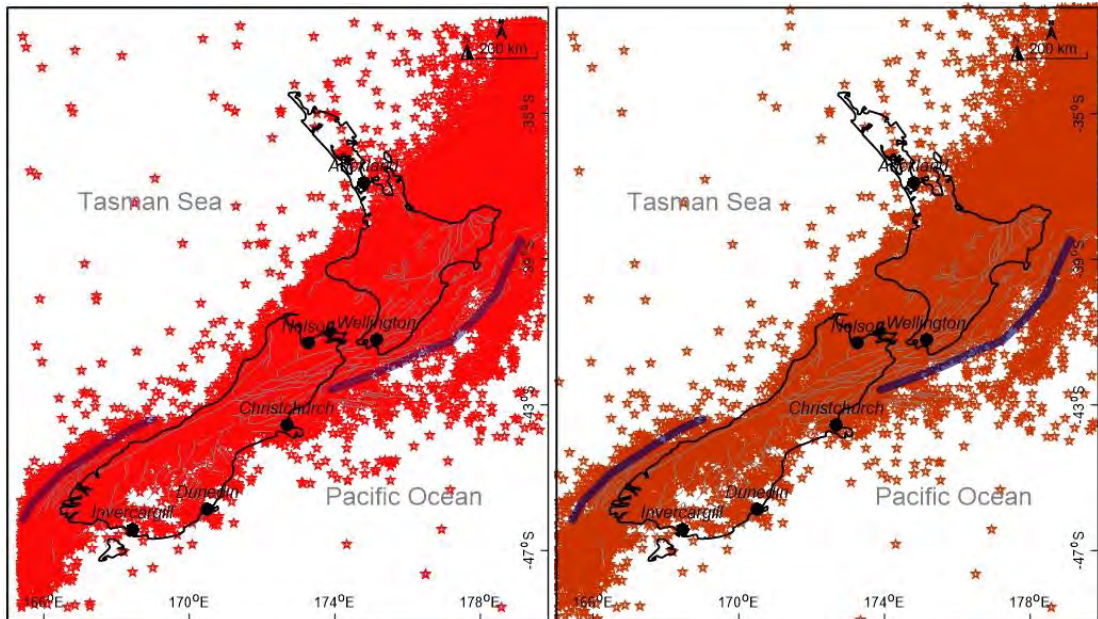 N
200 km
-35°S
Auckland
Tasman Sea
-39°S
Nelson
Wellington
-43°S
Christchurch
Pacific Ocean
Dunedin
Invercargill
-47°S
166°E
170°E
174°E
178°E
N
200 km
-35°S
Auckland
Tasman Sea
-39°S
Nelson
Wellington
-43°S
Christchurch
Pacific Ocean
Dunedin
Invercargill
-47°S
166°E
170°E
174°E
178°E